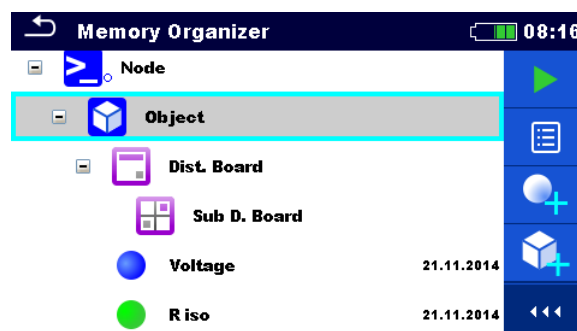 Memory Organizer 08:16
Node
Object
Dist. Board
Sub D. Board
Voltage 21.11.2014
R iso 21.11.2014